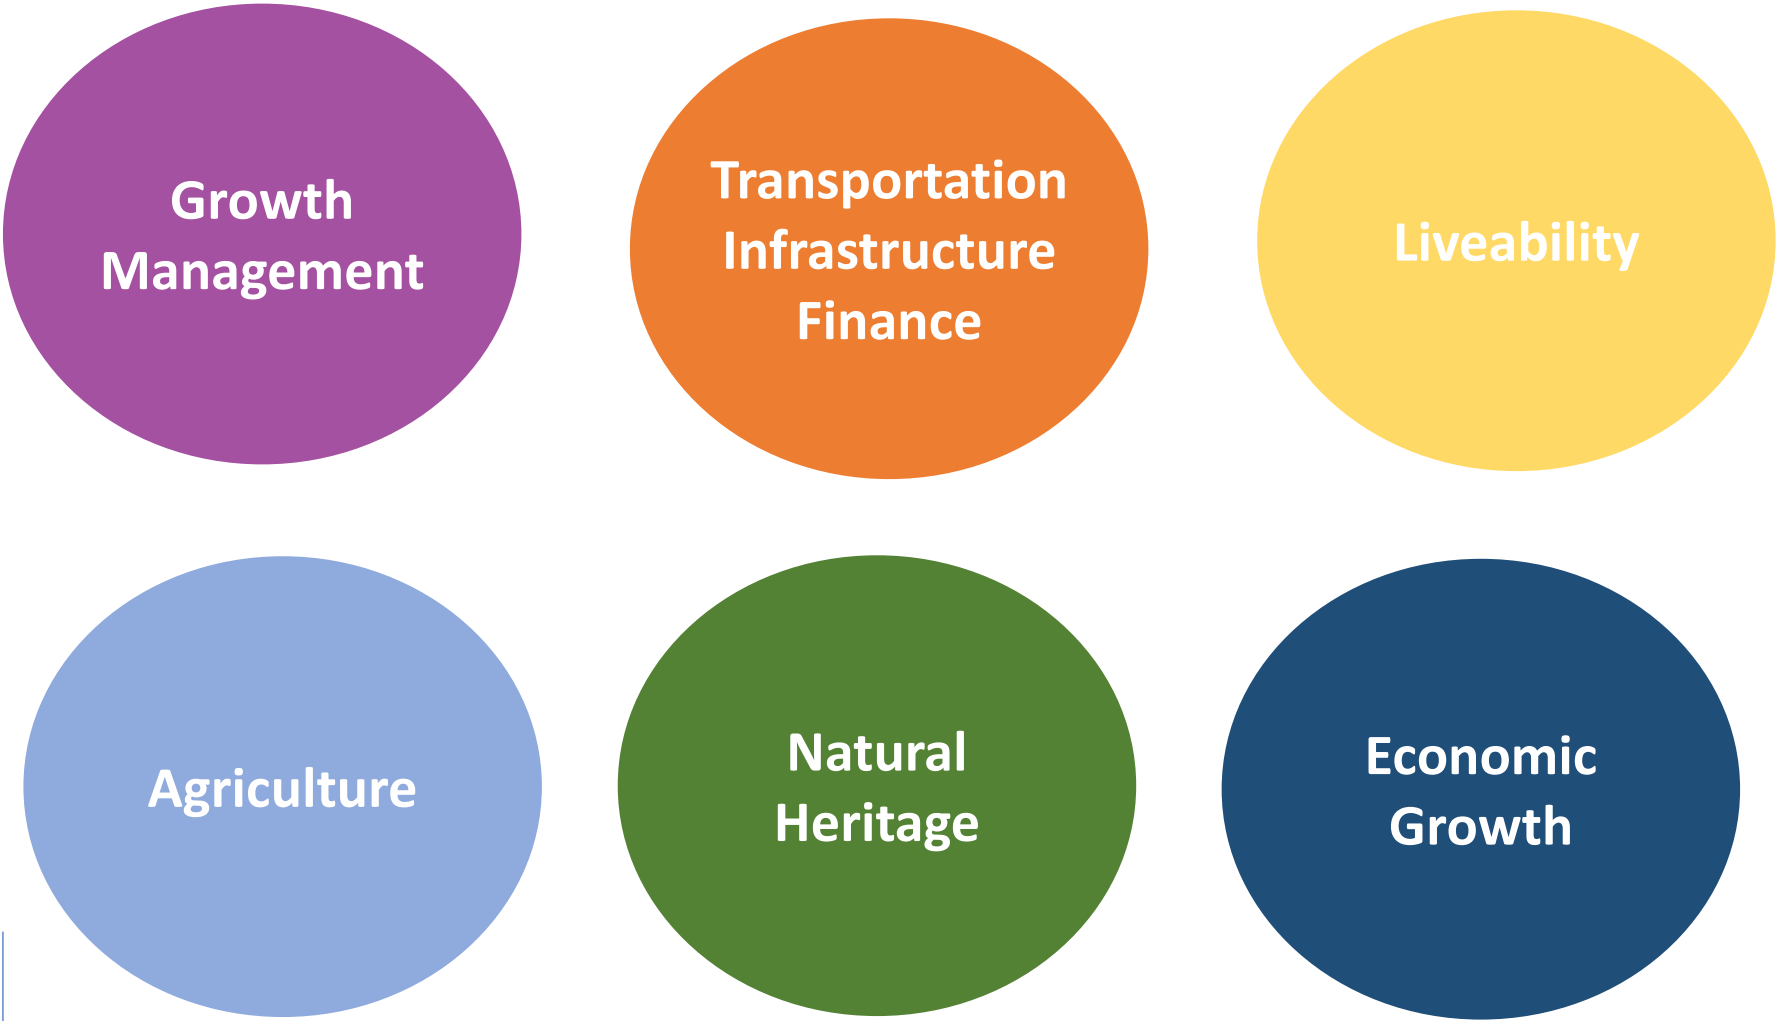 Growth
Management
Transportation
Infrastructure
Finance
Liveability
Agriculture
Natural
Heritage
Economic
Growth